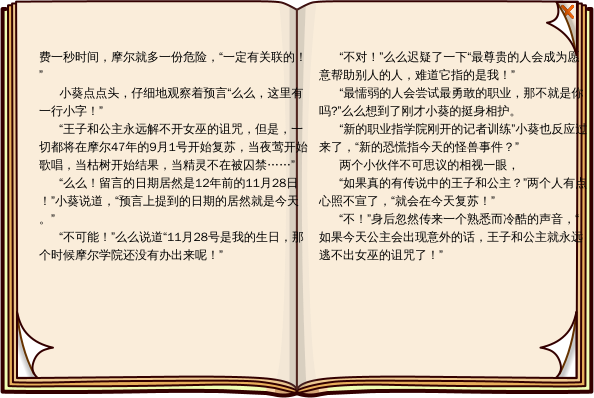 费一秒时间，摩尔就多一份危险，“一定有关联的！
”
小葵点点头，仔细地观察着预言“么么，这里有
一行小字！”
“王子和公主永远解不开女巫的诅咒，但是，一
切都将在摩尔47年的9月1号开始复苏，当夜莺开始
歌唱，当枯树开始结果，当精灵不在被囚禁……”
“么么！留言的日期居然是12年前的11月28日
！”小葵说道，“预言上提到的日期的居然就是今天
。”
“不可能！”么么说道“11月28号是我的生日，那
个时候摩尔学院还没有办出来呢！”
“不对！”么么迟疑了一下“最尊贵的人会成为愿
意帮助别人的人，难道它指的是我！”
“最懦弱的人会尝试最勇敢的职业，那不就是你
吗?”么么想到了刚才小葵的挺身相护。
“新的职业指学院刚开的记者训练”小葵也反应过
来了，“新的恐慌指今天的怪兽事件？”
两个小伙伴不可思议的相视一眼，
“如果真的有传说中的王子和公主？”两个人有点
心照不宣了，“就会在今天复苏！”
“不！”身后忽然传来一个熟悉而冷酷的声音，“
如果今天公主会出现意外的话，王子和公主就永远
逃不出女巫的诅咒了！”